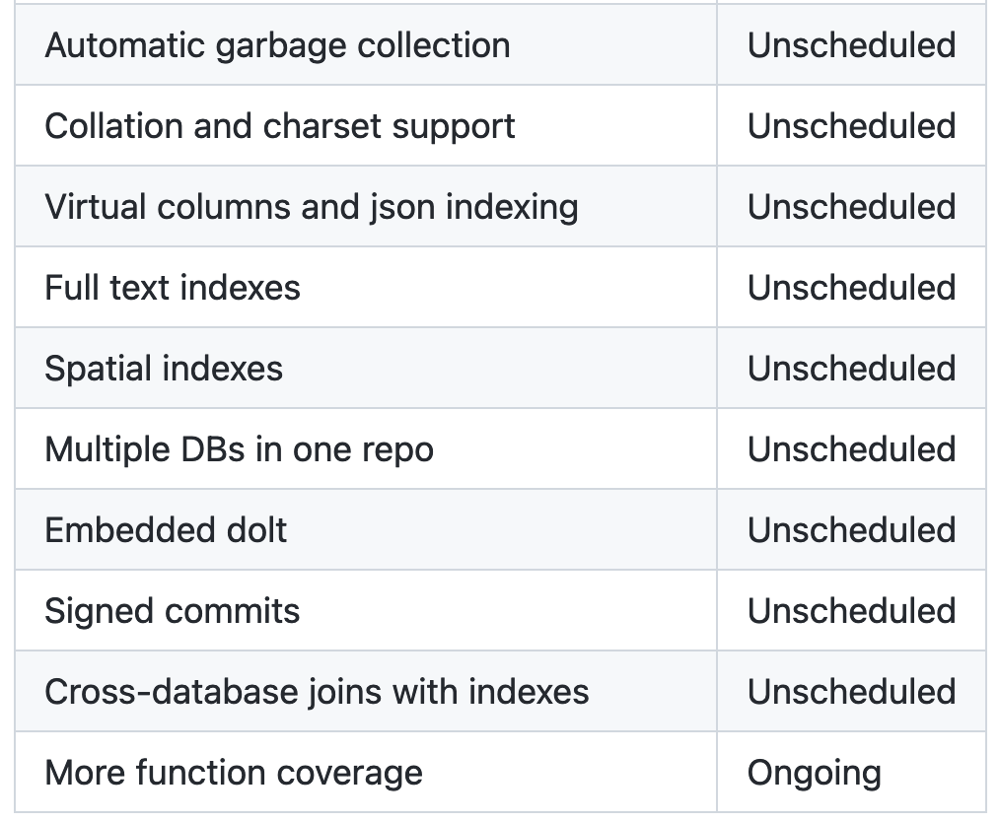 Automatic garbage collection Unscheduled
Collation and charset support Unscheduled
Virtual columns and json indexing Unscheduled
Full text indexes Unscheduled
Spatial indexes Unscheduled
Multiple DBs in one repo Unscheduled
Embedded dolt Unscheduled
Signed commits Unscheduled
Cross-database joins with indexes Unscheduled
More function coverage Ongoing